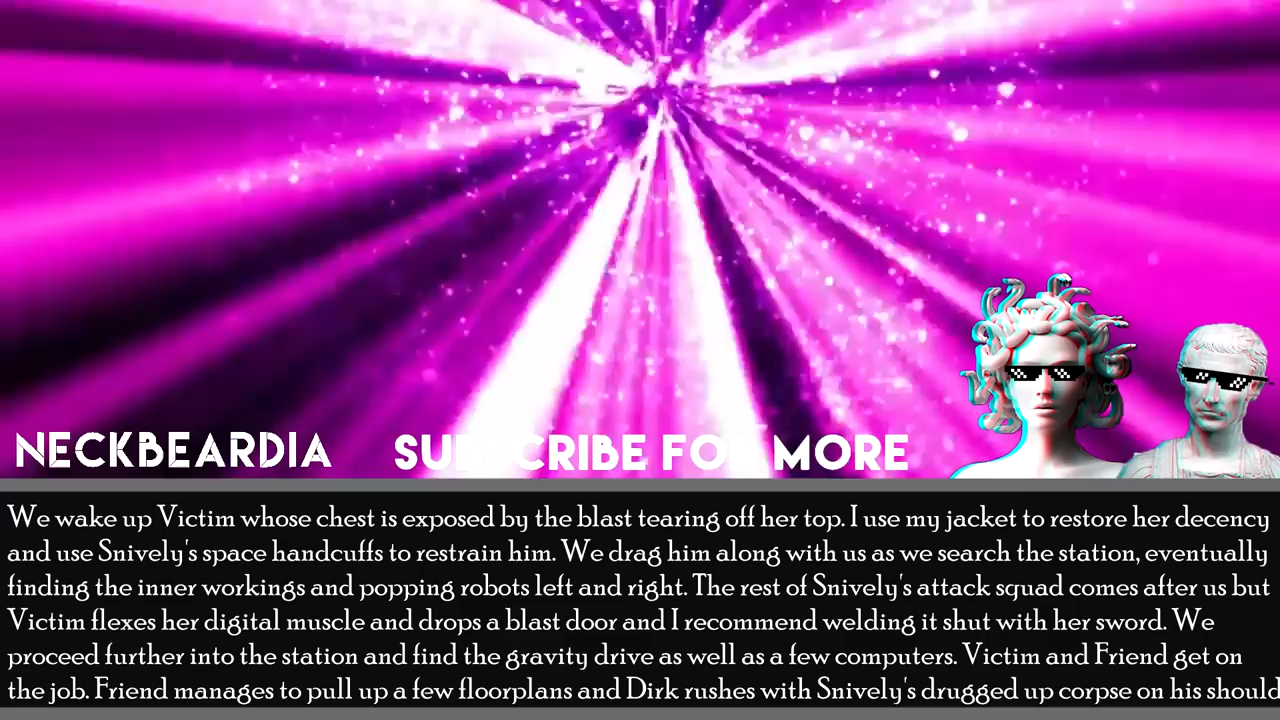 NECKBEARDIA SUBSCRIBE FOR MORE
We wake up Victim whose chest is exposed by the blast tearing off her top. I use my jacket to restore her decency
and use Snively's space handcuffs to restrain him. We drag him along with us as we search the station, eventually
finding the inner workings and popping robots left and right. The rest of Snively's attack squad comes after us but
Victim flexes her digital muscle and drops a blast door and I recommend welding it shut with her sword. We
proceed further into the station and find the gravity drive as well as a few computers. Victim and Friend get on
the job. Friend manages to pull up a few floorplans and Dirk rushes with Snively's drugged up corpse on his should